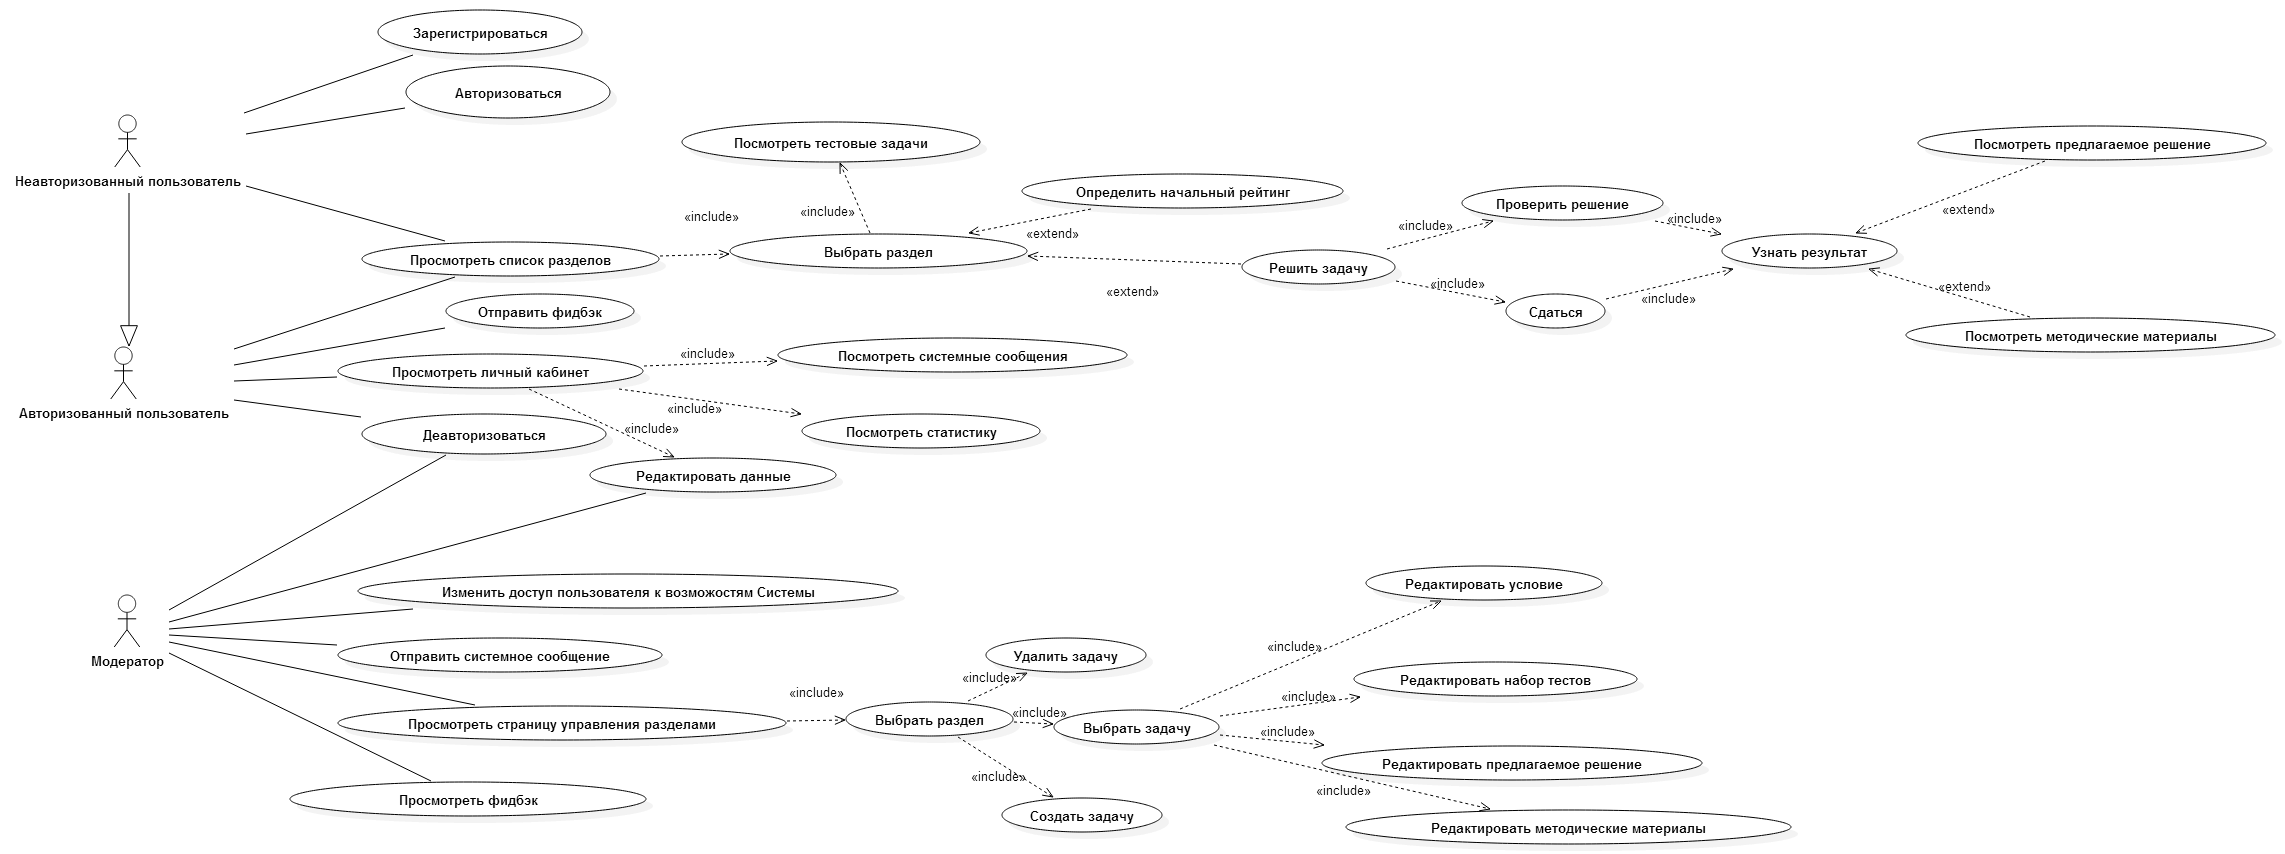 Зарегистрироваться
Авторизоваться
Неавторизованный пользователь
Посмотреть тестовые задачи
Посмотреть предлагаемое решение
Определить начальный рейтинг
Проверить решение
«include»
«include»
«include»
«include»
«extend»
«extend»
Просмотреть список разделов
Выбрать раздел
Решить задачу
Узнать результат
«include»
«extend»
«extend»
«include»
Отправить фидбэк
Сдаться
Посмотреть методические материалы
Авторизованный пользователь
Просмотреть личный кабинет
«include»
Посмотреть системные сообщения
«include»
Посмотреть статистику
«include»
Деавторизоваться
Редактировать данные
Модератор
Изменить доступ пользователя к возможостям Системы
Редактировать условие
Отправить системное сообщение
Удалить задачу
«include»
«include»
Редактировать набор тестов
«include»
«include»
Просмотреть страницу управления разделами
Выбрать раздел
«include»
Выбрать задачу
«include»
Редактировать предлагаемое решение
«include»
«include»
Просмотреть фидбэк
Создать задачу
Редактировать методические материалы